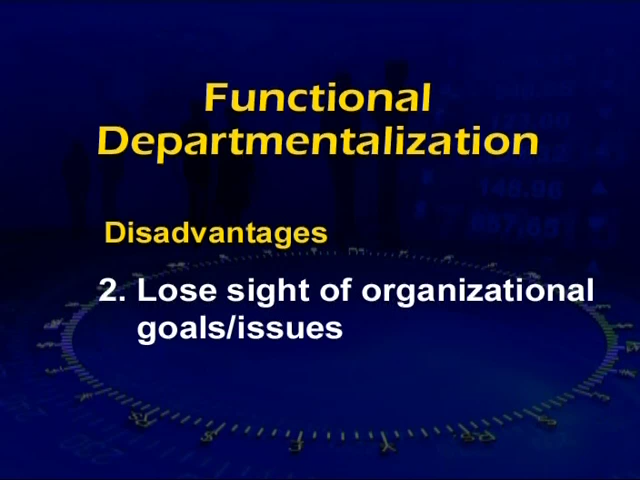 Functional
Departmentalization
Disadvantages
2. Lose sight of organizational
goals/issues